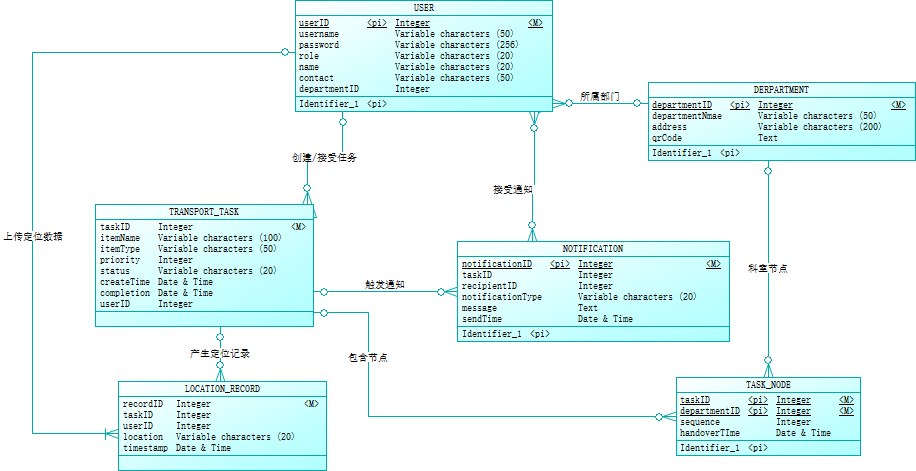 USER
userID <pi> Integer <M>
username Variable characters (50)
password Variable characters (256)
role Variable characters (20)
name Variable characters (20)
contact Variable characters (50)
departmentID Integer
Identifier_1 <pi>
所属部门
DERPARTMENT
departmentID <pi> Integer <M>
departmentNmae Variable characters (50)
address Variable characters (200)
qrCode Text
Identifier_1 <pi>
创建/接受任务
接受通知
上传定位数据
TRANSPORT_TASK
taskID Integer <M>
itemName Variable characters (100)
itemType Variable characters (50)
priority Integer
status Variable characters (20)
createTime Date & Time
completion Date & Time
userID Integer
NOTIFICATION
notificationID <pi> Integer <M>
taskID Integer
recipientID Integer
notificationType Variable characters (20)
message Text
sendTime Date & Time
Identifier_1 <pi>
科室节点
触发通知
产生定位记录
包含节点
LOCATION_RECORD
recordID Integer <M>
taskID Integer
userID Integer
location Variable characters (20)
timestamp Date & Time
TASK_NODE
taskID <pi> Integer <M>
departmentID <pi> Integer <M>
sequence Integer
handoverTIme Date & Time
Identifier_1 <pi>